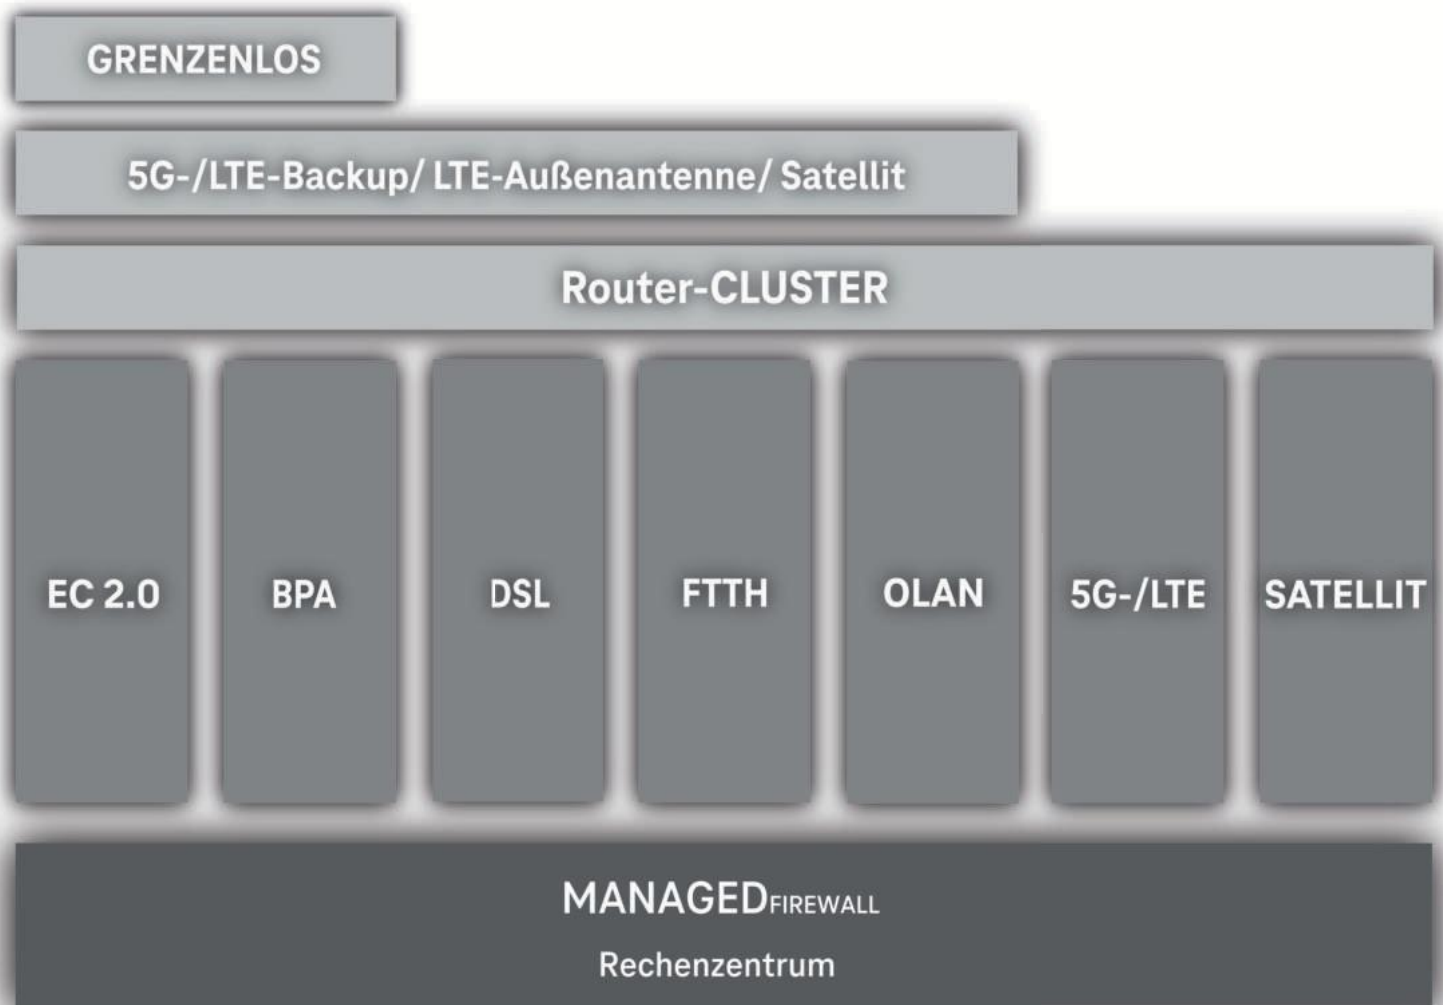 GRENZENLOS
5G-/LTE-Backup/ LTE-Außenantenne/ Satellit
Router-CLUSTER
EC 2.0
BPA
DSL
FTTH
OLAN
5G-/LTE
SATELLIT
MANAGEDFIREWALL
Rechenzentrum